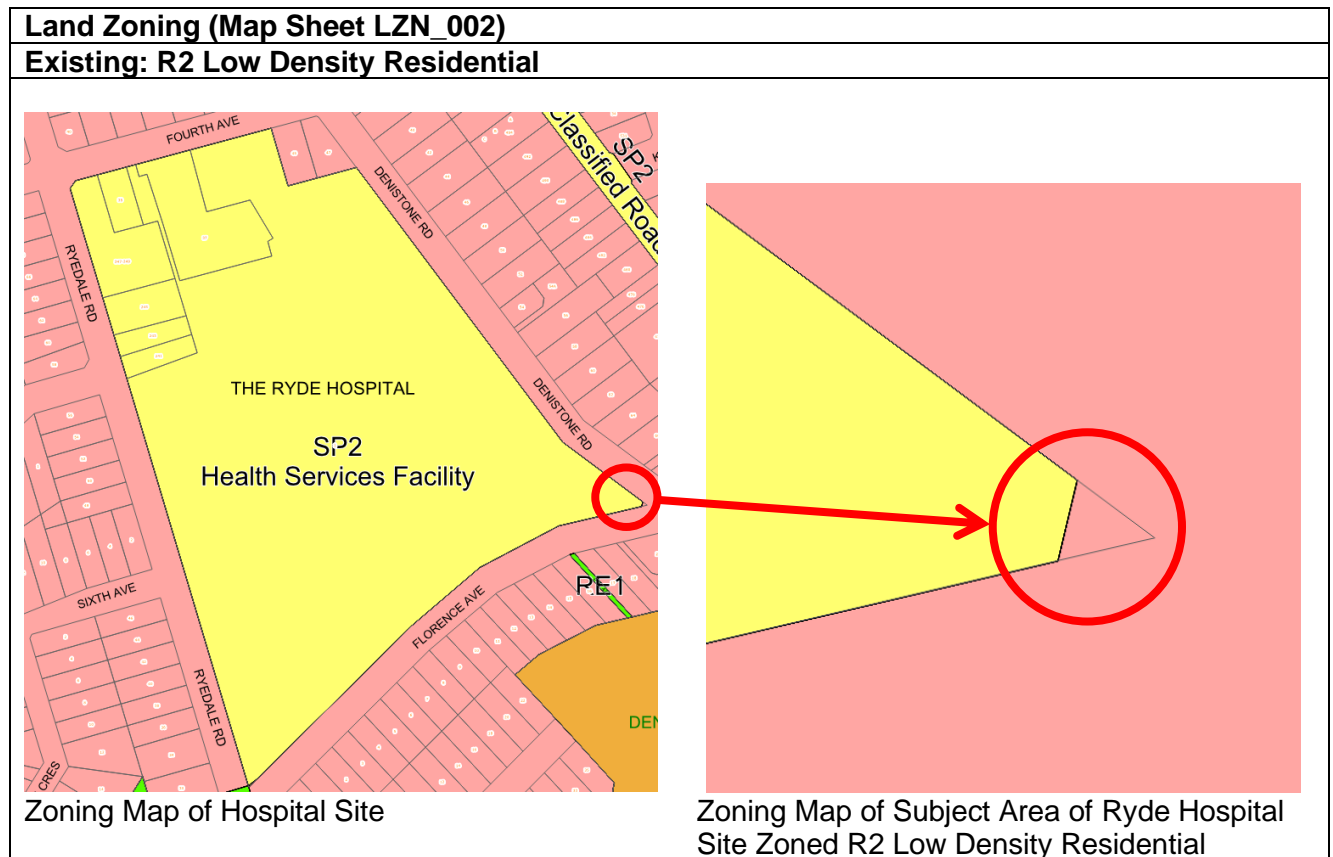 Land Zoning (Map Sheet LZN_002)
Existing: R2 Low Density Residential
FOURTH AVE
Classified Road
SP2
DENISTONE RD
RYEDALE RD
THE RYDE HOSPITAL
DENISTONE RD
SP2
Health Services Facility
SIXTH AVE
FLORENCE AVE
RE1
RYEDALE RD
DEN
CRES
Zoning Map of Hospital Site
Zoning Map of Subject Area of Ryde Hospital
Site Zoned R2 Low Density Residential